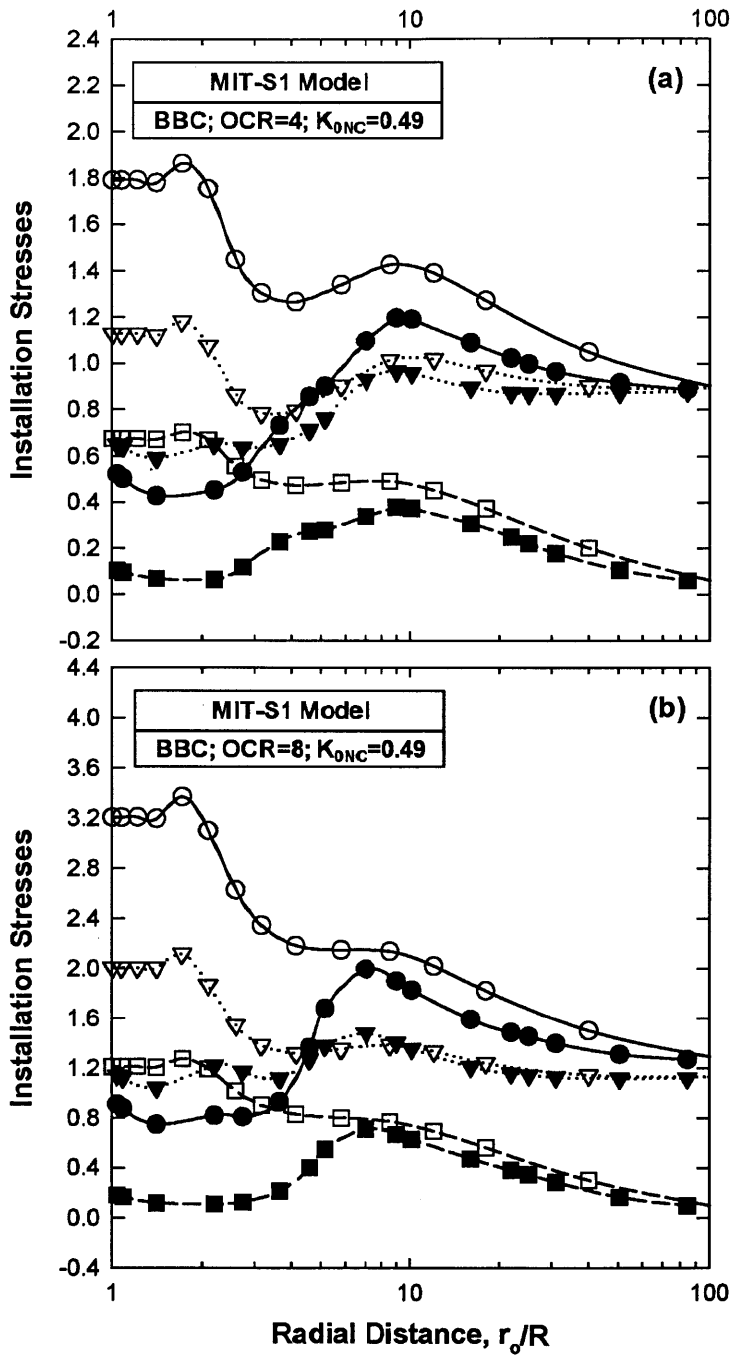 1 10 100
2.4
2.2
2.0
1.8
1.6
1.4
1.2
1.0
0.8
0.6
0.4
0.2
0.0
-0.2
Installation Stresses
MIT-S1 Model
BBC; OCR=4; K0NC=0.49
(a)
4.4
4.0
3.6
3.2
2.8
2.4
2.0
1.6
1.2
0.8
0.4
0.0
-0.4
Installation Stresses
MIT-S1 Model
BBC; OCR=8; K0NC=0.49
(b)
1 10 100
Radial Distance, ro/R